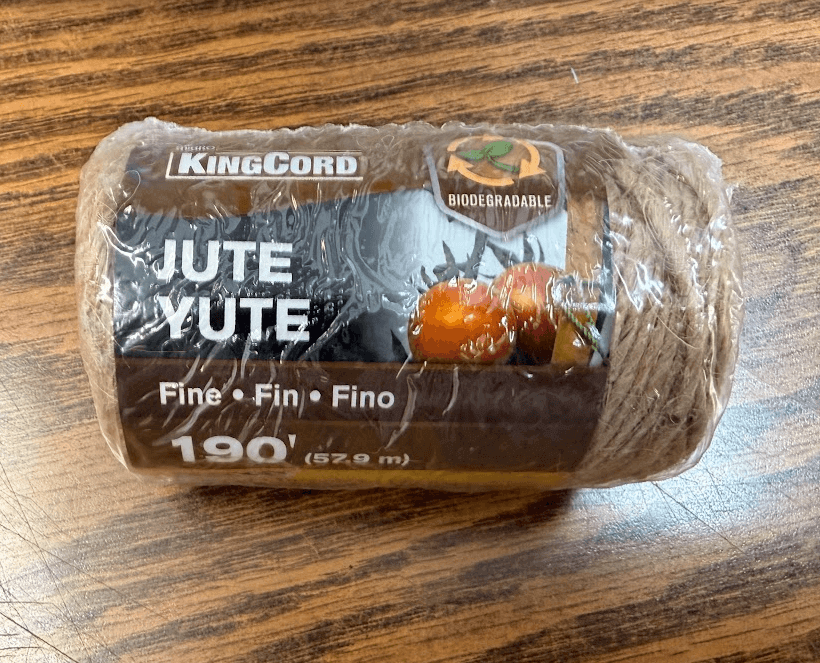 KINGCORD
BIODEGRADABLE
JUTE
YUTE
Fine • Fin • Fino
190' (57.9 m)